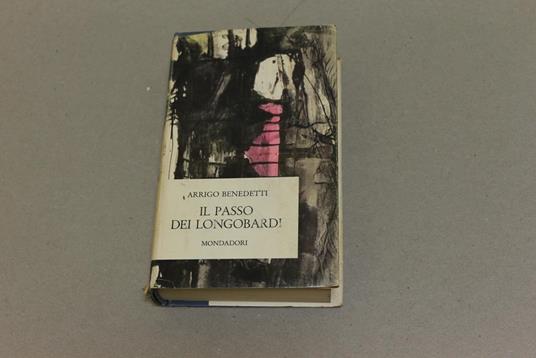 ARRIGO BENEDETTI
IL PASSO
DEI LONGOBARDI
MONDADORI